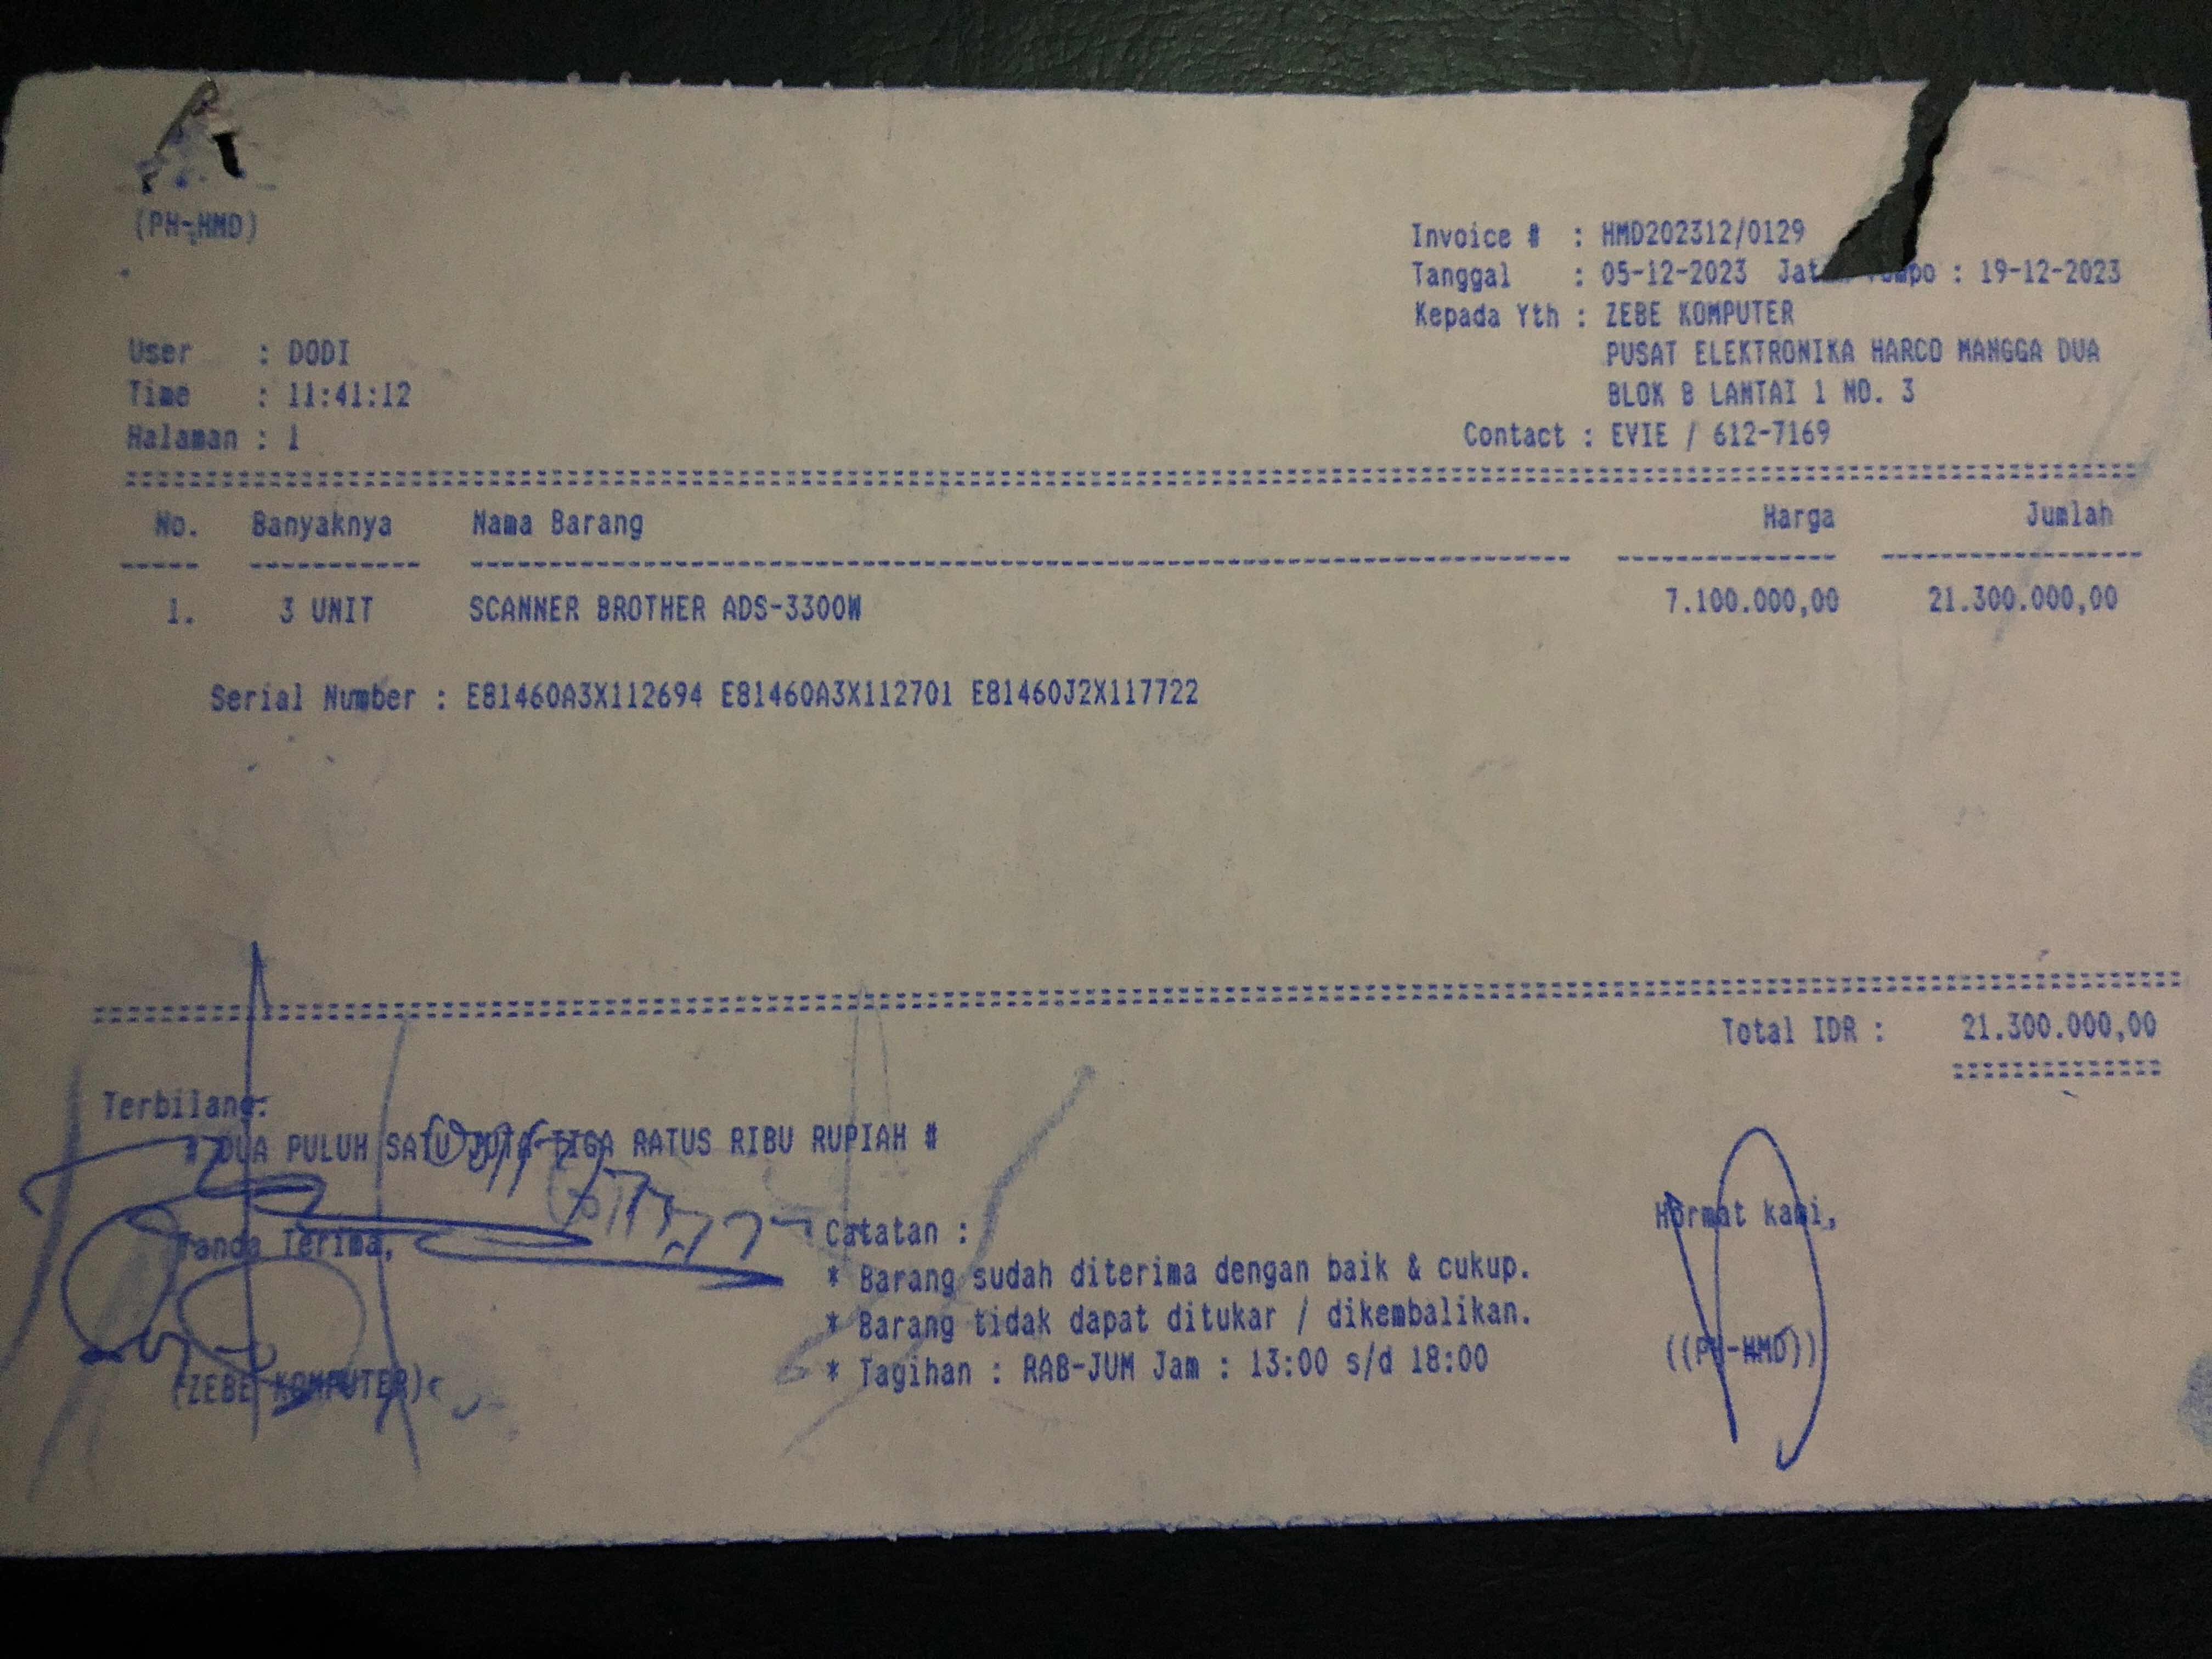 (PH-HMD)
Invoice # : HMD202312/0129
Tanggal : 05-12-2023 : 19-12-2023
Kepada Yth : ZEBE KOMPUTER
PUSAT ELEKTRONIKA HARCO MANGGA DUA
BLOK B LANTAI 1 NO. 3
Contact : EVIE / 612-7169
User : DODI
Time : 11:41:12
Halaman : 1
No. Banyaknya Nama Barang Harga Jumlah
1. 3 UNIT SCANNER BROTHER ADS-3300W 7.100.000,00 21.300.000,00
Serial Number : E81460A3X112694 E81460A3X112701 E81460J2X117722
Total IDR : 21.300.000,00
Terbilang:
# DUA PULUH SATU JUTA TIGA RATUS RIBU RUPIAH #
Tanda Terima,
(ZEBE KOMPUTER)
Catatan :
* Barang sudah diterima dengan baik & cukup.
* Barang tidak dapat ditukar / dikembalikan.
* Tagihan : RAB-JUM Jam : 13:00 s/d 18:00
Hormat kami,
((PH-HMD))